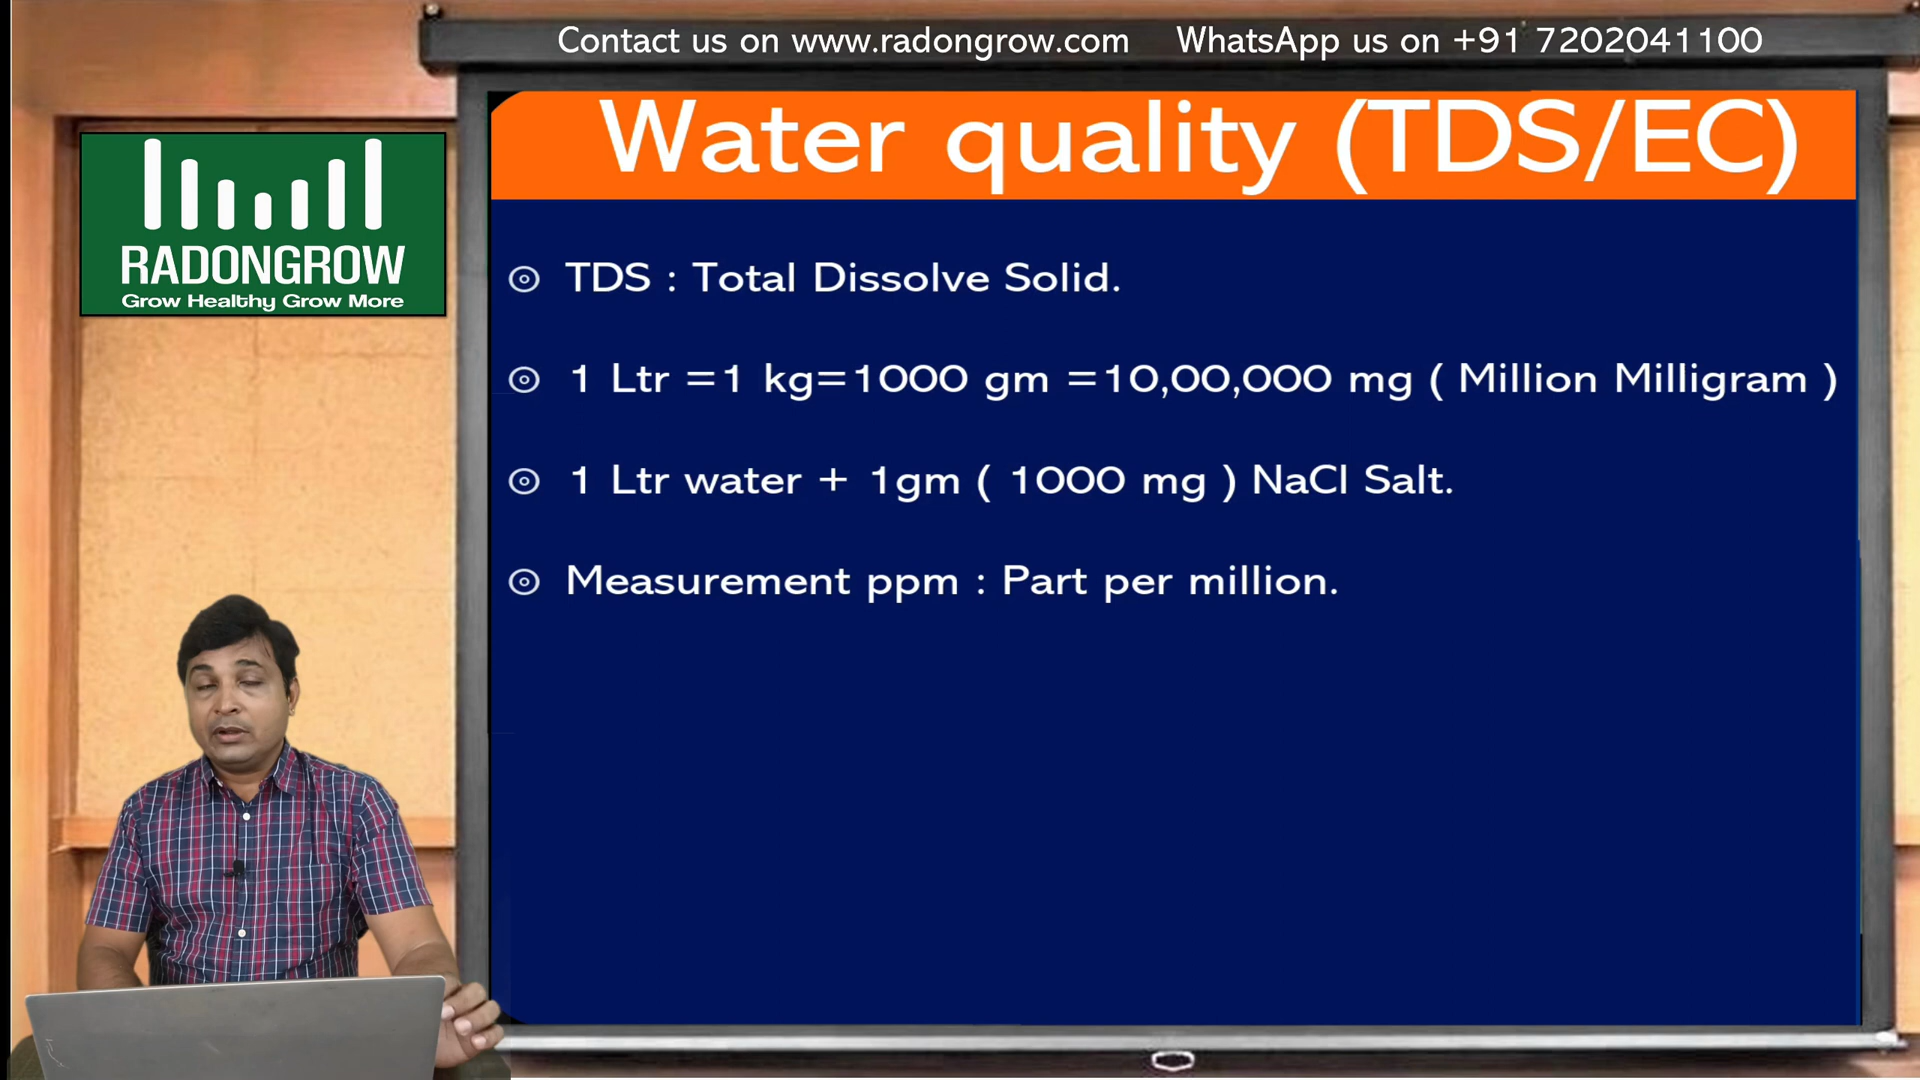 Contact us on www.radongrow.com WhatsApp us on +91 7202041100
Water quality (TDS/EC)
RADONGROW
Grow Healthy Grow More
TDS : Total Dissolve Solid.
1 Ltr =1 kg=1000 gm =10,00,000 mg ( Million Milligram )
1 Ltr water + 1gm ( 1000 mg ) NaCl Salt.
Measurement ppm : Part per million.